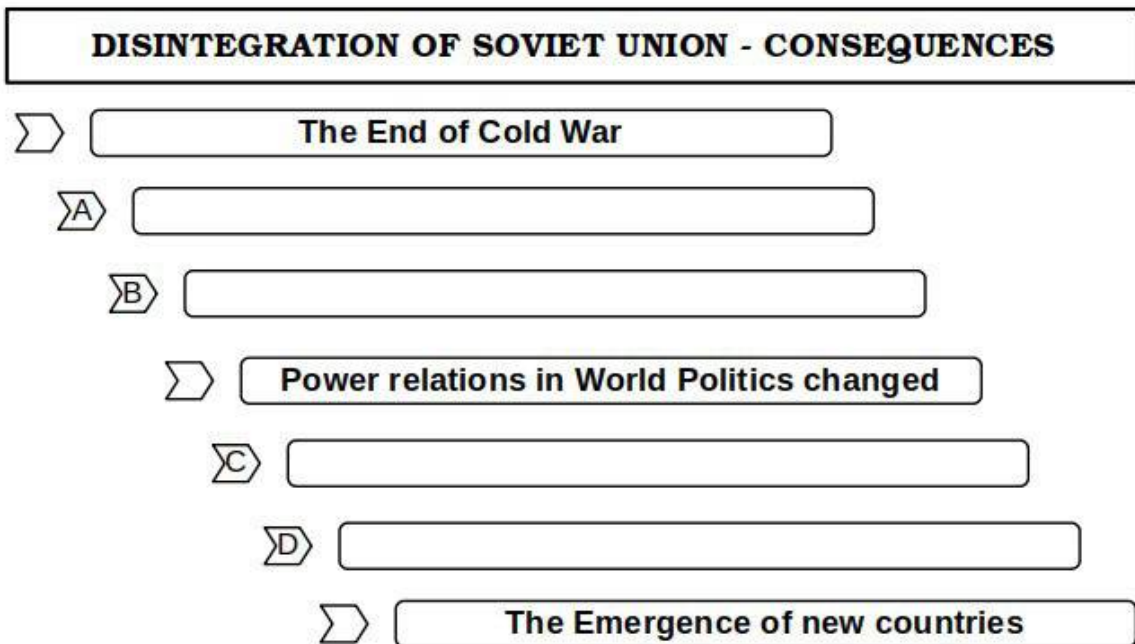 DISINTEGRATION OF SOVIET UNION - CONSEQUENCES
The End of Cold War
A
B
Power relations in World Politics changed
C
D
The Emergence of new countries